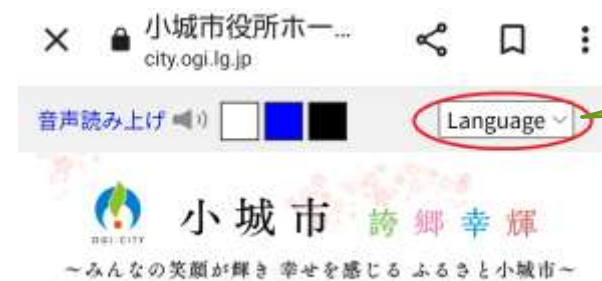 小城市役所ホー...
city.ogi.lg.jp
音声読み上げ
Language
OGI CITY
小城市 誇郷幸輝
~みんなの笑顔が輝き 幸せを感じる ふるさと小城市~